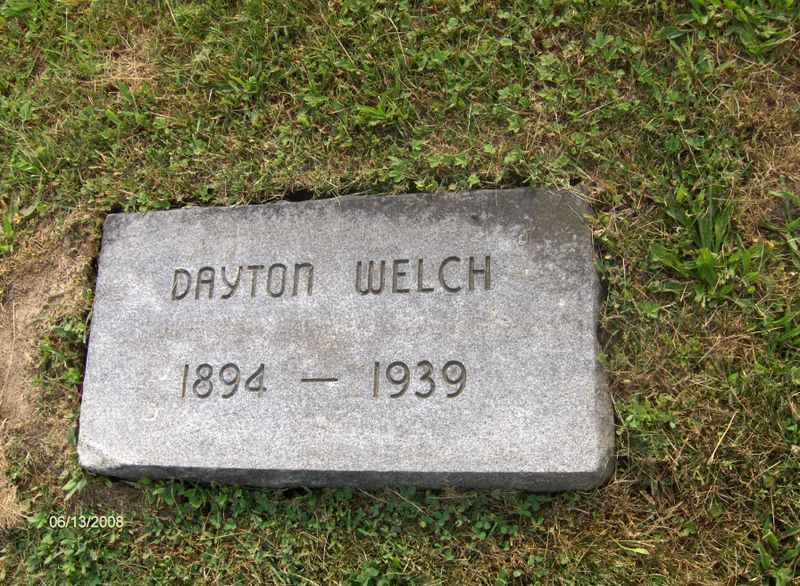 DAYTON WELCH
1894 — 1939
06/13/2008